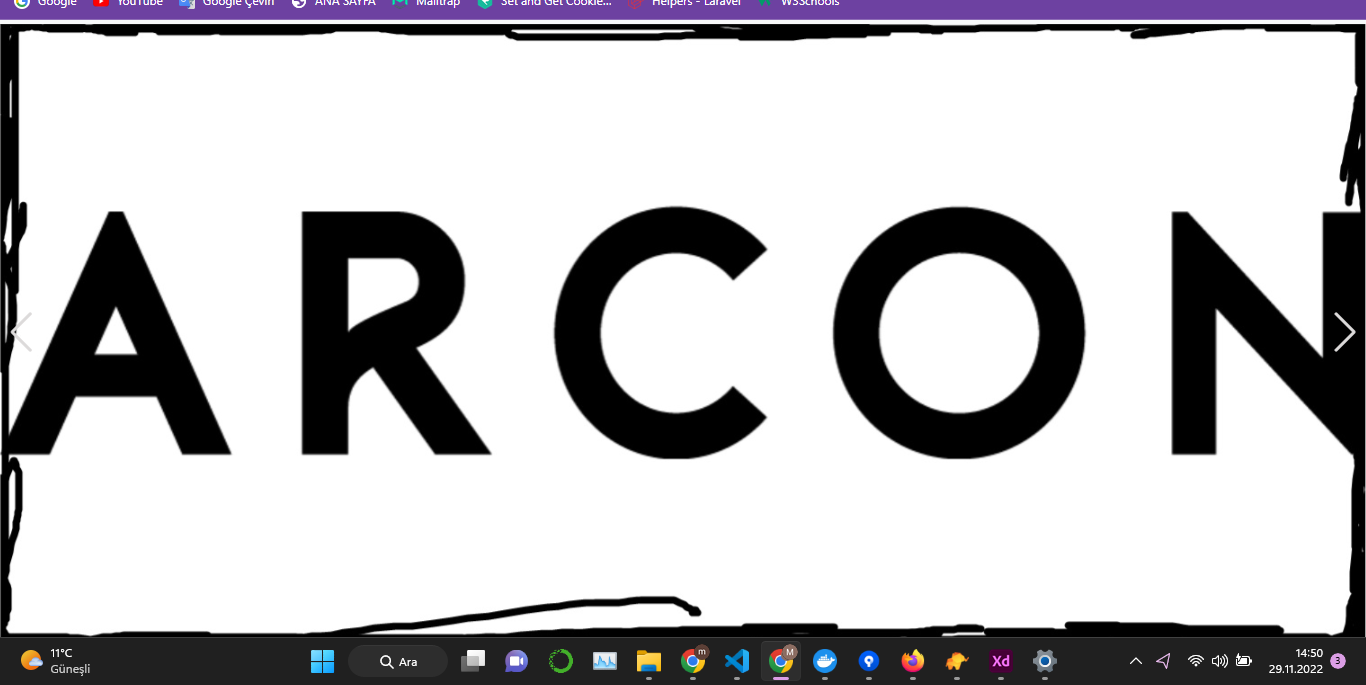 Google YouTube Google Çeviri ANA SAYFA Mailtrap Set and Get Cookie... Helpers - Laravel W3Schools
ARCON
11°C
Güneşli
Ara
m
M
Xd
14:50
29.11.2022
3